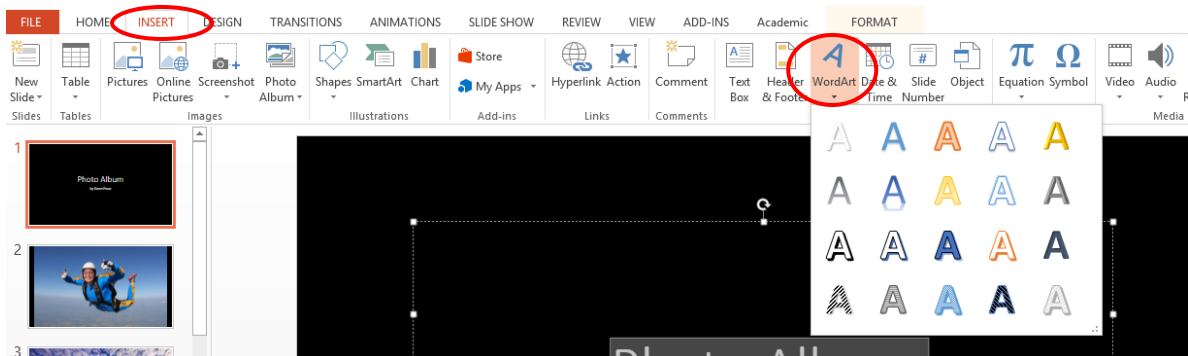 FILE HOME INSERT DESIGN TRANSITIONS ANIMATIONS SLIDE SHOW REVIEW VIEW ADD-INS Academic FORMAT
New Slide
Table
Pictures
Online Pictures
Screenshot
Photo Album
Shapes
SmartArt
Chart
Store
My Apps
Hyperlink
Action
Comment
A
Text Box
Header & Footer
A
WordArt
Date & Time
#
Slide Number
Object
π
Equation
Ω
Symbol
Video
Audio
Slides Tables Images Illustrations Add-ins Links Comments Media
A A A A A
A A A A A
A A A A A
A A A A A
1
Photo Album
2
3
Photo Album